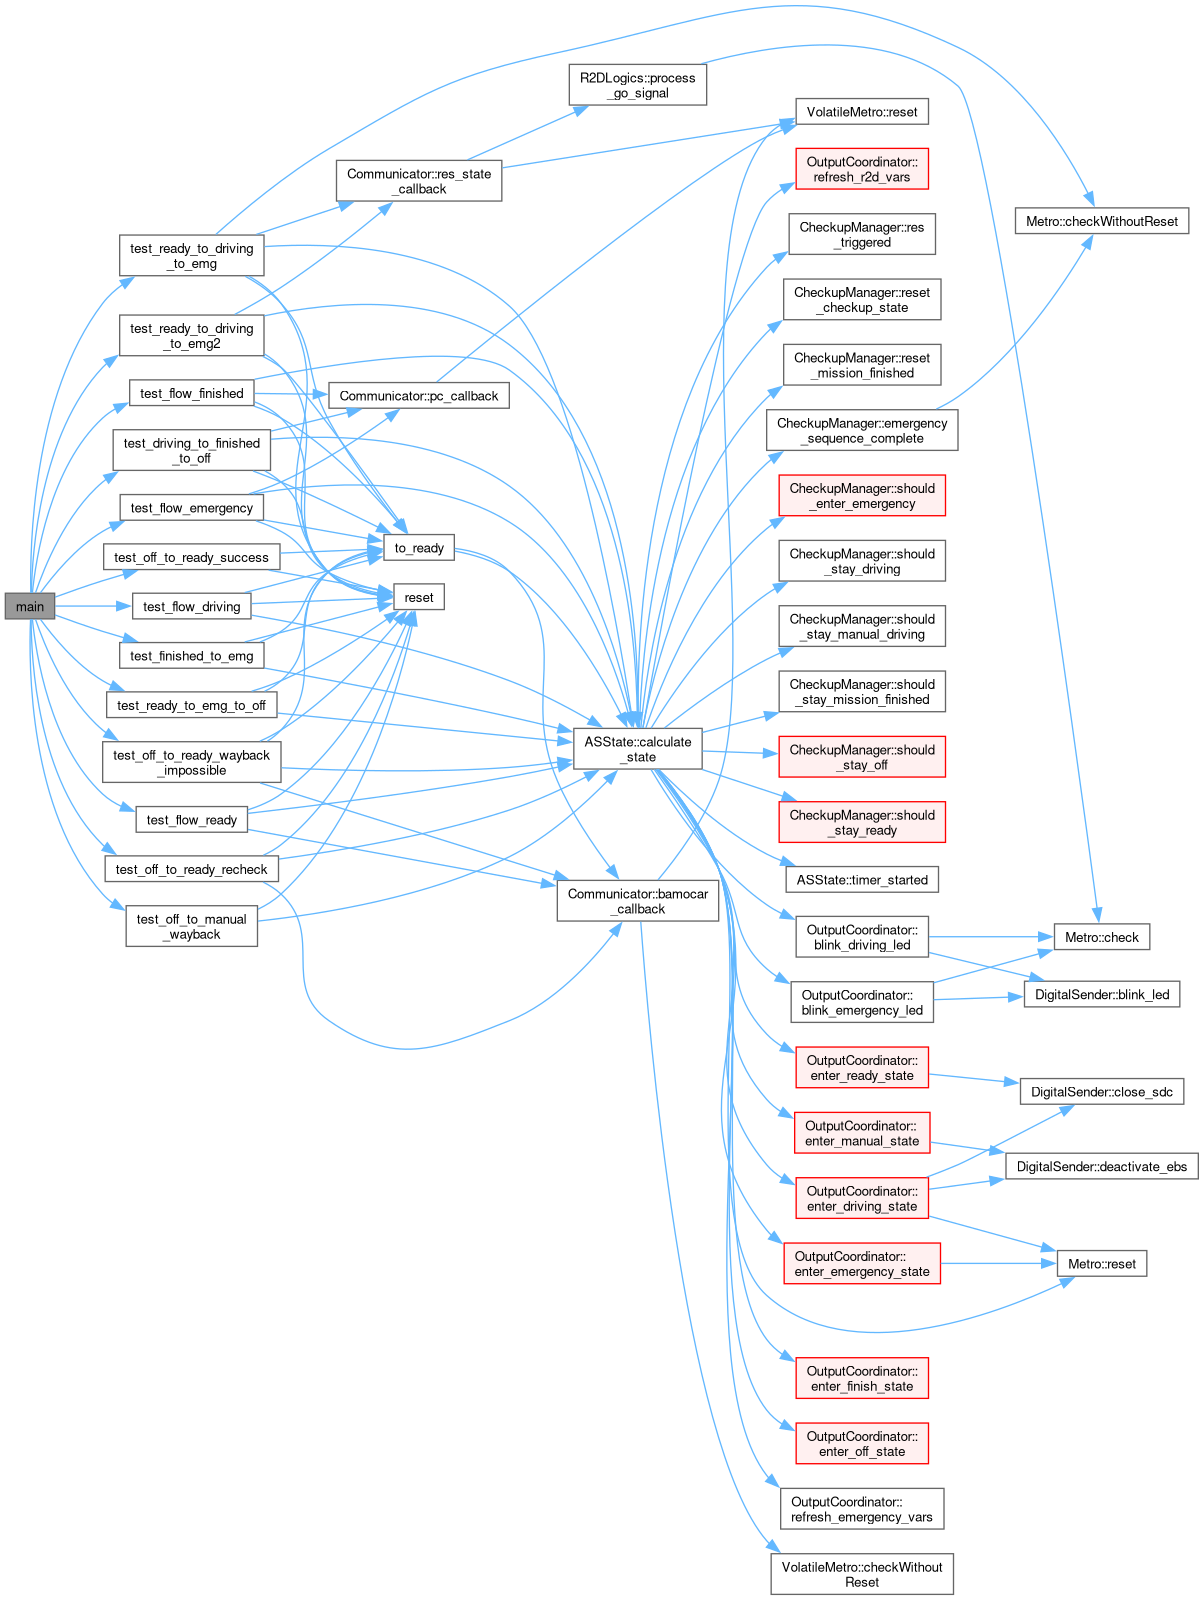 main
test_ready_to_driving
_to_emg
test_ready_to_driving
_to_emg2
test_flow_finished
test_driving_to_finished
_to_off
test_flow_emergency
test_off_to_ready_success
test_flow_driving
test_finished_to_emg
test_ready_to_emg_to_off
test_off_to_ready_wayback
_impossible
test_flow_ready
test_off_to_ready_recheck
test_off_to_manual
_wayback
Communicator::res_state
_callback
Communicator::pc_callback
to_ready
reset
R2DLogics::process
_go_signal
ASState::calculate
_state
Communicator::bamocar
_callback
VolatileMetro::reset
OutputCoordinator::
refresh_r2d_vars
CheckupManager::res
_triggered
CheckupManager::reset
_checkup_state
CheckupManager::reset
_mission_finished
CheckupManager::emergency
_sequence_complete
CheckupManager::should
_enter_emergency
CheckupManager::should
_stay_driving
CheckupManager::should
_stay_manual_driving
CheckupManager::should
_stay_mission_finished
CheckupManager::should
_stay_off
CheckupManager::should
_stay_ready
ASState::timer_started
OutputCoordinator::
blink_driving_led
OutputCoordinator::
blink_emergency_led
OutputCoordinator::
enter_ready_state
OutputCoordinator::
enter_manual_state
OutputCoordinator::
enter_driving_state
OutputCoordinator::
enter_emergency_state
OutputCoordinator::
enter_finish_state
OutputCoordinator::
enter_off_state
OutputCoordinator::
refresh_emergency_vars
VolatileMetro::checkWithout
Reset
Metro::checkWithoutReset
Metro::check
DigitalSender::blink_led
DigitalSender::close_sdc
DigitalSender::deactivate_ebs
Metro::reset